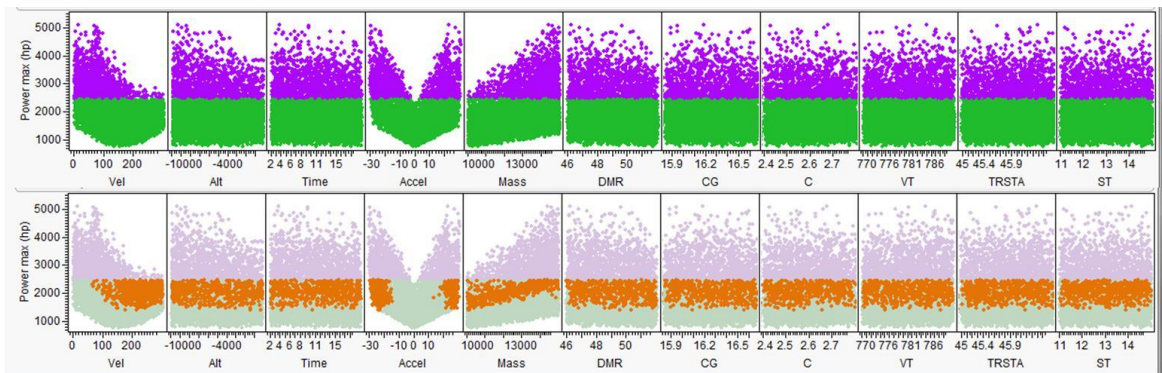 Power max (hp)
5000
4000
3000
2000
1000
0 100 200
-10000 -4000
2 4 6 8 11 15
-30 -10 0 10
10000 13000
46 48 50
15.9 16.2 16.5
2.4 2.5 2.6 2.7
770 776 781 786
45 45.4 45.9
11 12 13 14
Vel Alt Time Accel Mass DMR CG C VT TRSTA ST
Power max (hp)
5000
4000
3000
2000
1000
0 100 200
-10000 -4000
2 4 6 8 11 15
-30 -10 0 10
10000 13000
46 48 50
15.9 16.2 16.5
2.4 2.5 2.6 2.7
770 776 781 786
45 45.4 45.9
11 12 13 14
Vel Alt Time Accel Mass DMR CG C VT TRSTA ST